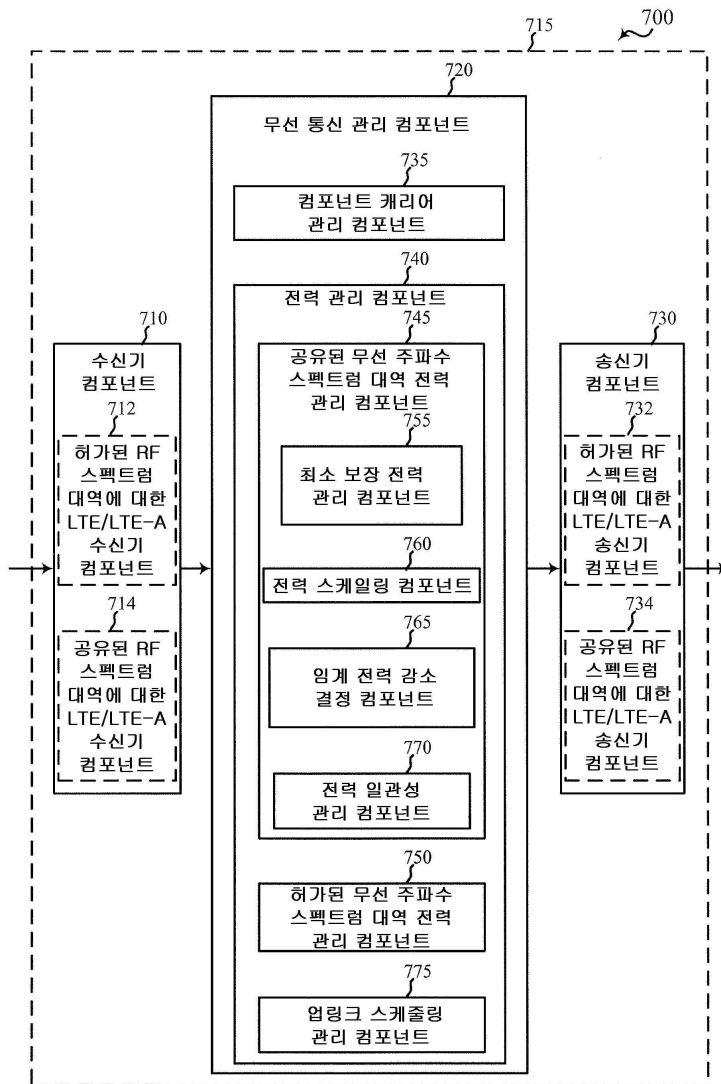 700
715
720
무선 통신 관리 컴포넌트
735
컴포넌트 캐리어
관리 컴포넌트
740
전력 관리 컴포넌트
745
공유된 무선 주파수
스펙트럼 대역 전력
관리 컴포넌트
755
최소 보장 전력
관리 컴포넌트
760
전력 스케일링 컴포넌트
765
임계 전력 감소
결정 컴포넌트
770
전력 일관성
관리 컴포넌트
750
허가된 무선 주파수
스펙트럼 대역 전력
관리 컴포넌트
775
업링크 스케줄링
관리 컴포넌트
710
수신기
컴포넌트
712
허가된 RF
스펙트럼
대역에 대한
LTE/LTE-A
수신기
컴포넌트
714
공유된 RF
스펙트럼
대역에 대한
LTE/LTE-A
수신기
컴포넌트
730
송신기
컴포넌트
732
허가된 RF
스펙트럼
대역에 대한
LTE/LTE-A
송신기
컴포넌트
734
공유된 RF
스펙트럼
대역에 대한
LTE/LTE-A
송신기
컴포넌트